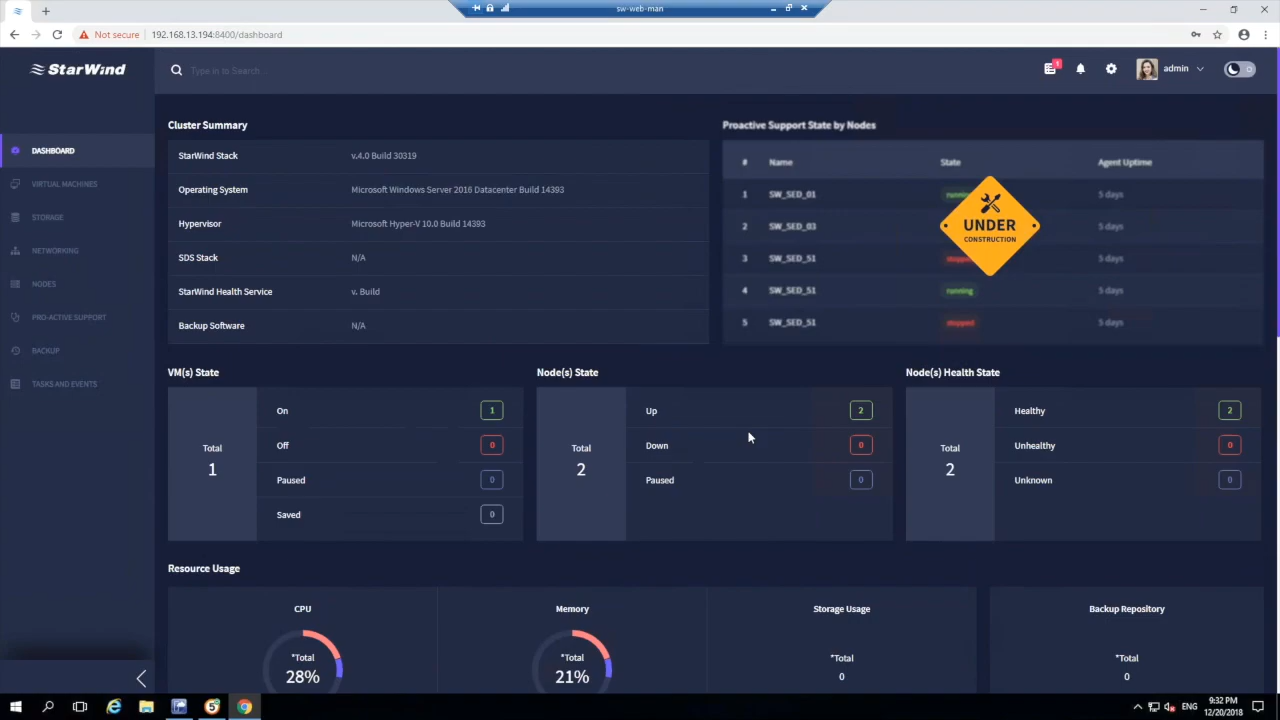 sw-web-man
Not secure 192.168.13.194:8400/dashboard
StarWind
Type in to Search...
1
admin
DASHBOARD
VIRTUAL MACHINES
STORAGE
NETWORKING
NODES
PRO-ACTIVE SUPPORT
BACKUP
TASKS AND EVENTS
Cluster Summary
StarWind Stack v.4.0 Build 30319
Operating System Microsoft Windows Server 2016 Datacenter Build 14393
Hypervisor Microsoft Hyper-V 10.0 Build 14393
SDS Stack N/A
StarWind Health Service v. Build
Backup Software N/A
Proactive Support State by Nodes
# Name State Agent Uptime
1 SW_SED_01 running 5 days
2 SW_SED_03 5 days
3 SW_SED_51 stopped 5 days
4 SW_SED_51 running 5 days
5 SW_SED_51 stopped 5 days
UNDER
CONSTRUCTION
VM(s) State
Total
1
On 1
Off 0
Paused 0
Saved 0
Node(s) State
Total
2
Up 2
Down 0
Paused 0
Node(s) Health State
Total
2
Healthy 2
Unhealthy 0
Unknown 0
Resource Usage
CPU
*Total
28%
Memory
*Total
21%
Storage Usage
*Total
0
Backup Repository
*Total
0
ENG
9:32 PM
12/20/2018